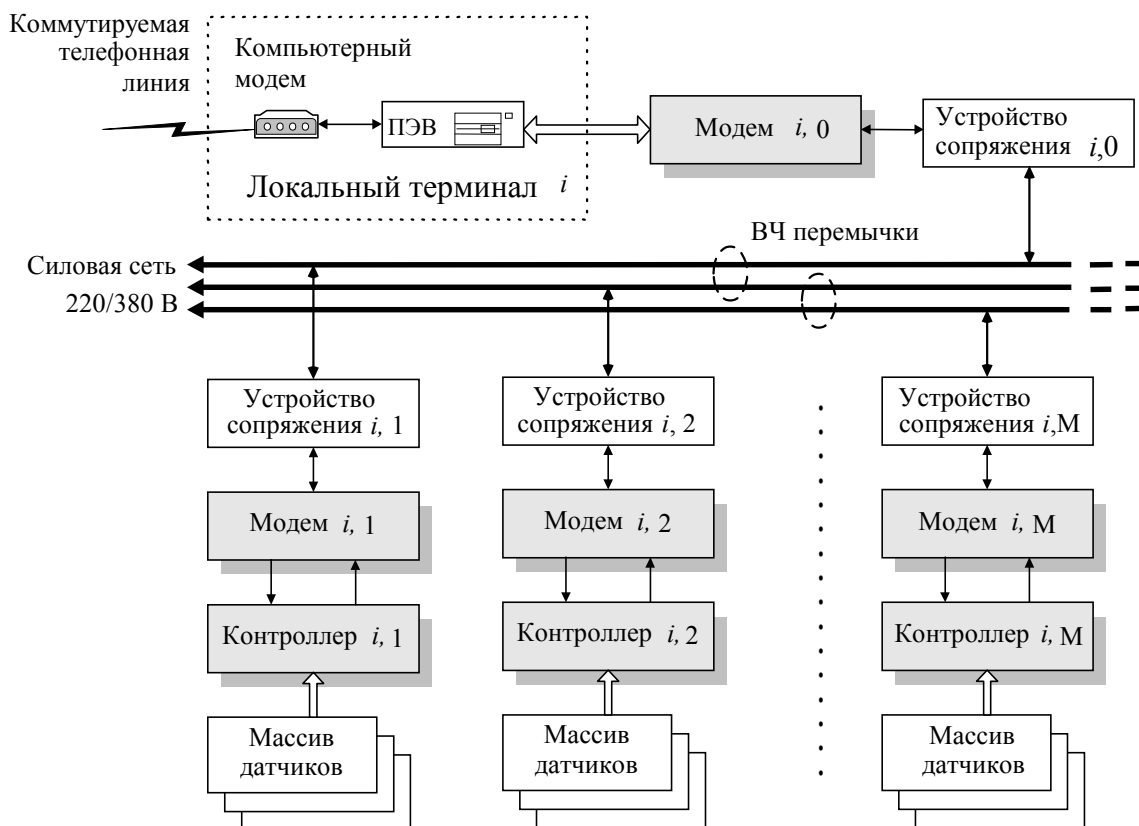 Коммутируемая
телефонная
линия
Компьютерный
модем
ПЭВ
Локальный терминал i
Модем i, 0
Устройство
сопряжения i,0
ВЧ перемычки
Силовая сеть
220/380 В
Устройство
сопряжения i, 1
Устройство
сопряжения i, 2
Устройство
сопряжения i,М
Модем i, 1
Модем i, 2
Модем i, М
Контроллер i, 1
Контроллер i, 2
Контроллер i, М
Массив
датчиков
Массив
датчиков
Массив
датчиков